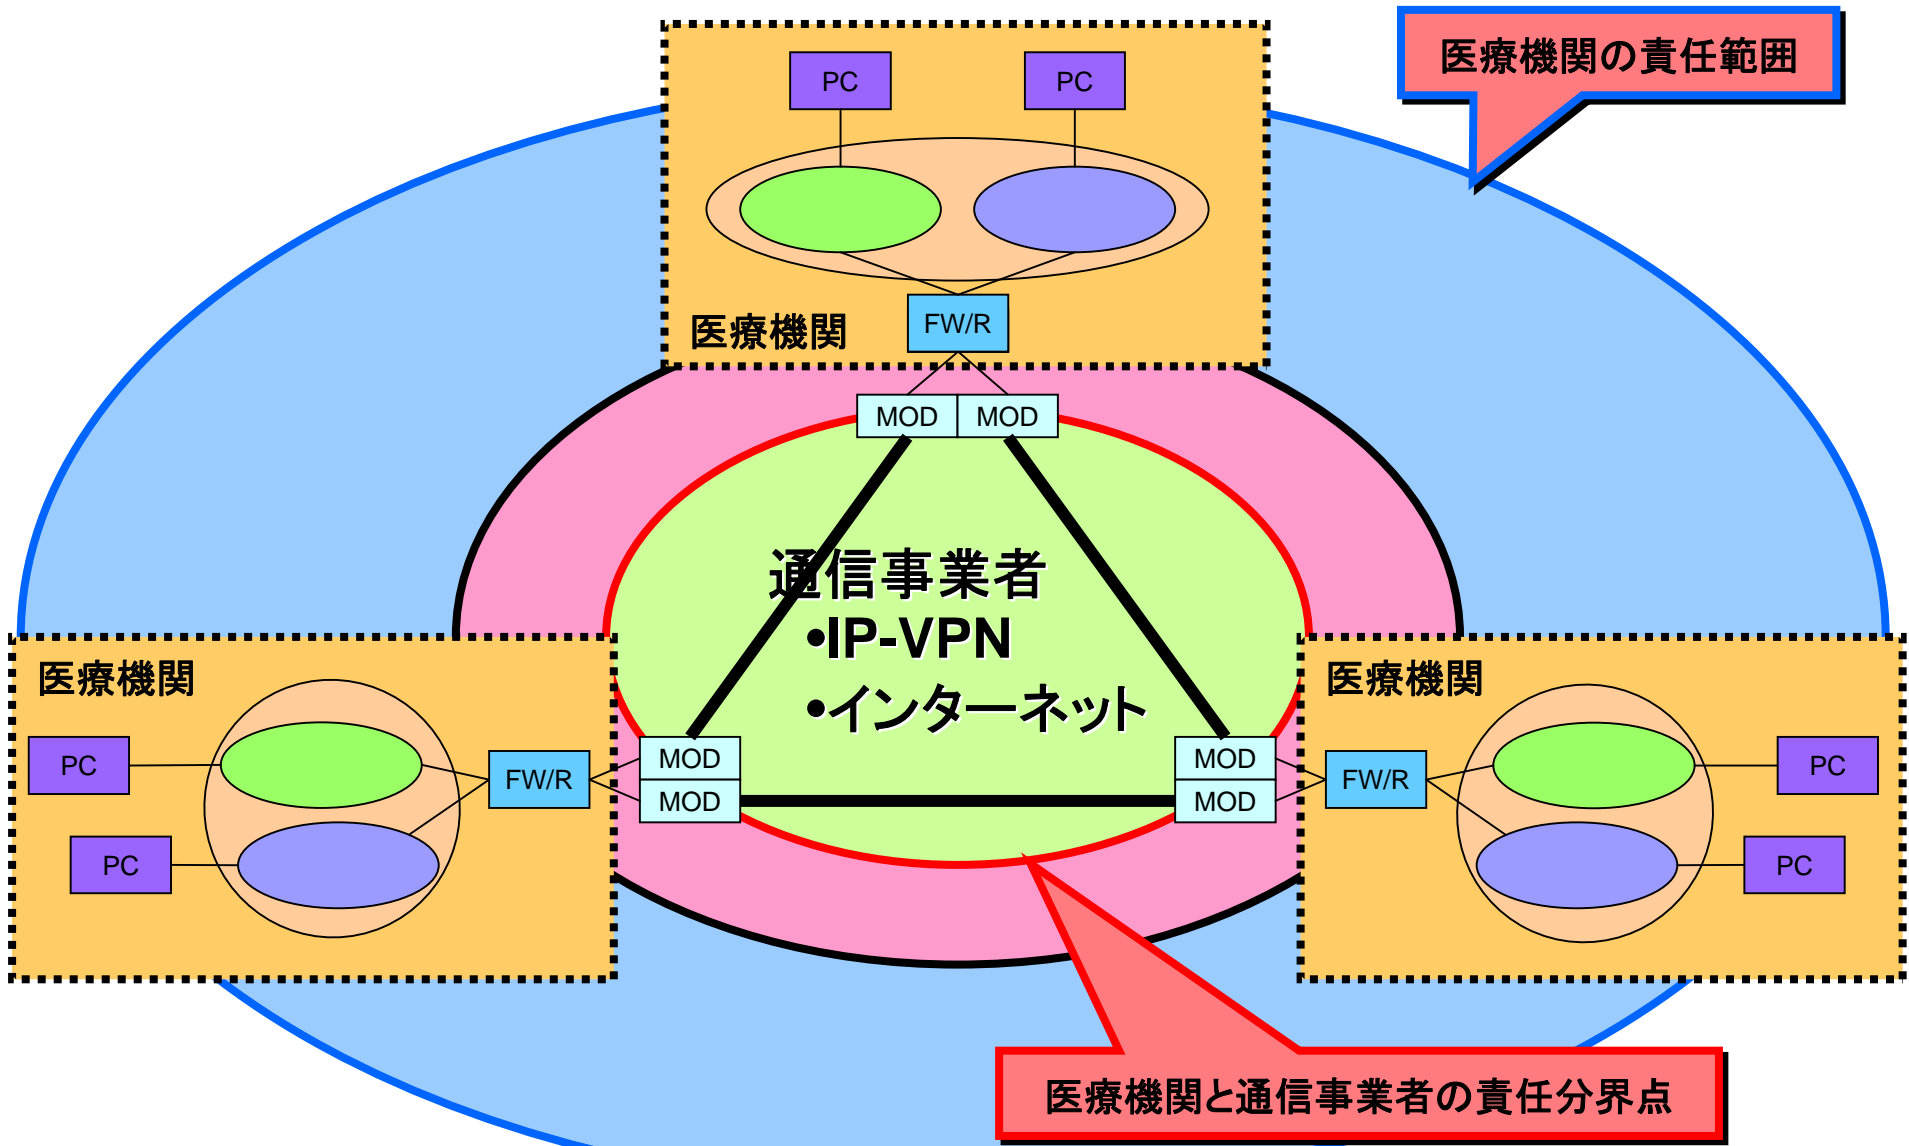 医療機関の責任範囲
PC
PC
FW/R
医療機関
MOD
MOD
通信事業者
•IP-VPN
•インターネット
医療機関
PC
PC
FW/R
MOD
MOD
MOD
MOD
FW/R
医療機関
PC
PC
医療機関と通信事業者の責任分界点